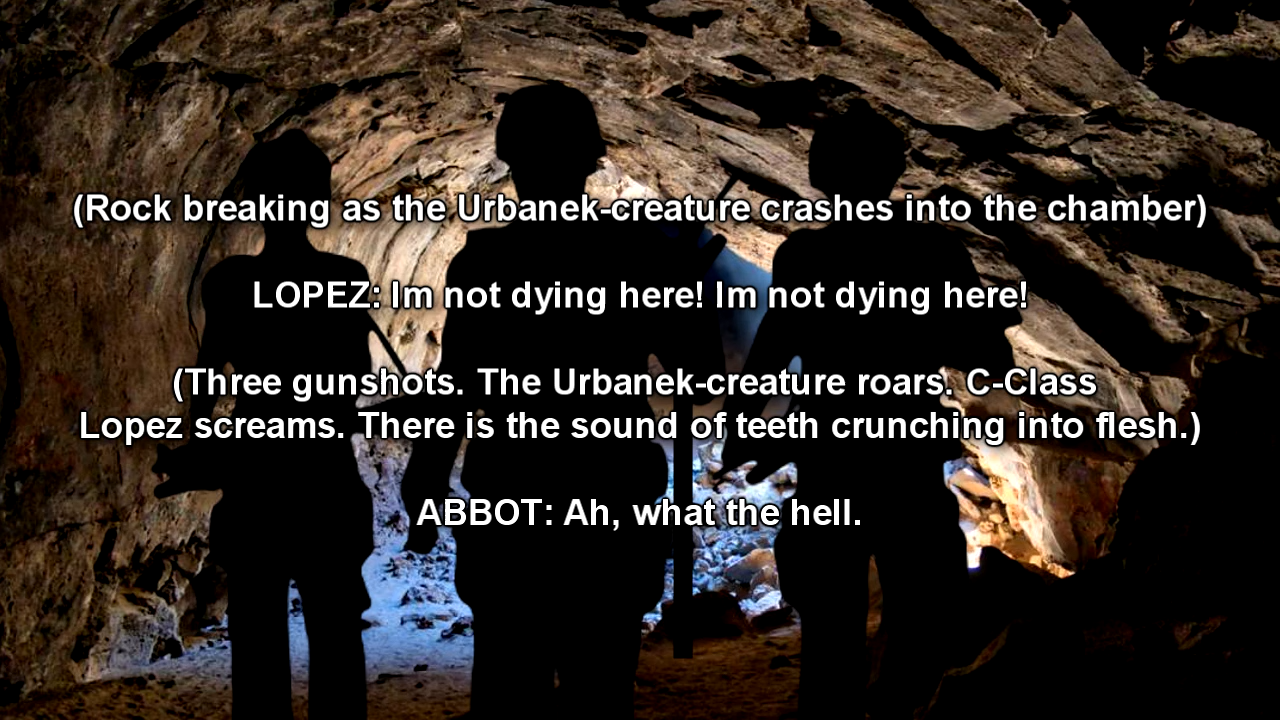 (Rock breaking as the Urbanek-creature crashes into the chamber)
LOPEZ: Im not dying here! Im not dying here!
(Three gunshots. The Urbanek-creature roars. C-Class
Lopez screams. There is the sound of teeth crunching into flesh.)
ABBOT: Ah, what the hell.